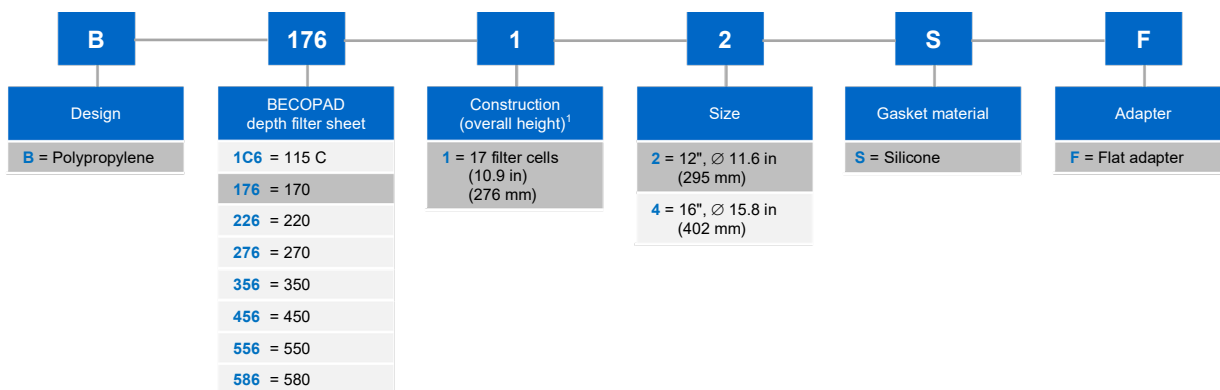 B 176 1 2 S F
Design
B = Polypropylene
BECOPAD
depth filter sheet
1C6 = 115 C
176 = 170
226 = 220
276 = 270
356 = 350
456 = 450
556 = 550
586 = 580
Construction
(overall height)¹
1 = 17 filter cells
(10.9 in)
(276 mm)
Size
2 = 12", ∅ 11.6 in
(295 mm)
4 = 16", ∅ 15.8 in
(402 mm)
Gasket material
S = Silicone
Adapter
F = Flat adapter